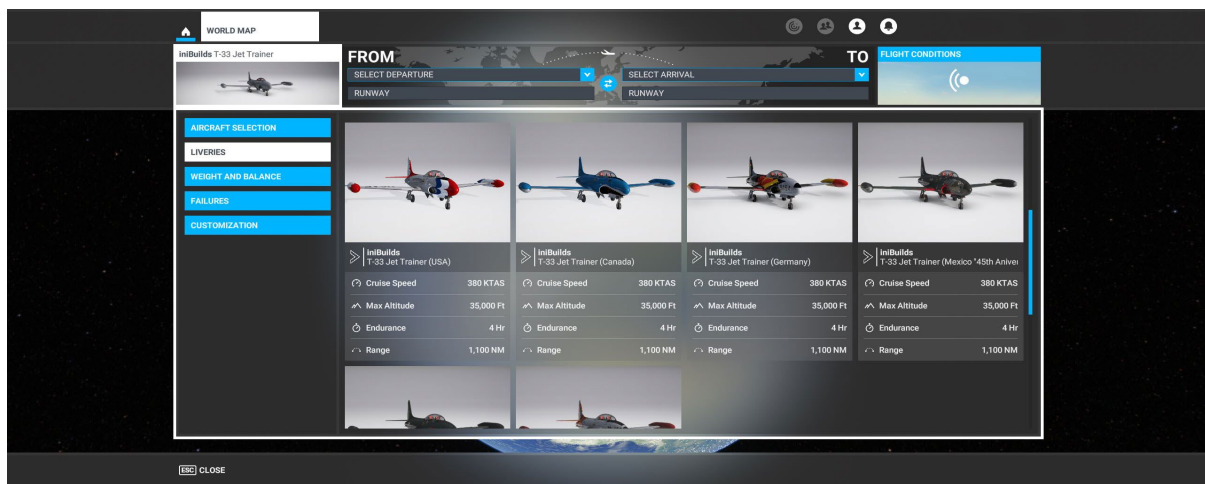 WORLD MAP
iniBuilds T-33 Jet Trainer
FROM
TO
SELECT DEPARTURE
SELECT ARRIVAL
RUNWAY
RUNWAY
FLIGHT CONDITIONS
AIRCRAFT SELECTION
LIVERIES
WEIGHT AND BALANCE
FAILURES
CUSTOMIZATION
iniBuilds
T-33 Jet Trainer (USA)
Cruise Speed 380 KTAS
Max Altitude 35,000 Ft
Endurance 4 Hr
Range 1,100 NM
iniBuilds
T-33 Jet Trainer (Canada)
Cruise Speed 380 KTAS
Max Altitude 35,000 Ft
Endurance 4 Hr
Range 1,100 NM
iniBuilds
T-33 Jet Trainer (Germany)
Cruise Speed 380 KTAS
Max Altitude 35,000 Ft
Endurance 4 Hr
Range 1,100 NM
iniBuilds
T-33 Jet Trainer (Mexico "45th Aniver
Cruise Speed 380 KTAS
Max Altitude 35,000 Ft
Endurance 4 Hr
Range 1,100 NM
ESC CLOSE